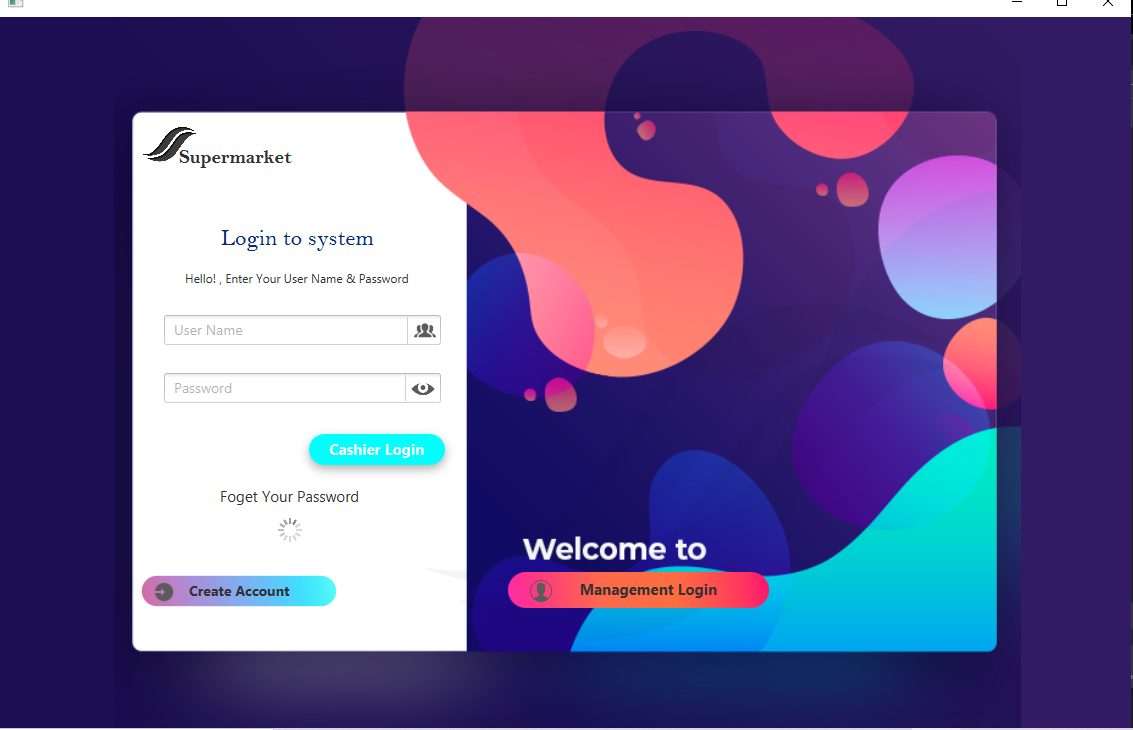 Supermarket
Login to system
Hello! , Enter Your User Name & Password
User Name
Password
Cashier Login
Foget Your Password
Create Account
Welcome to
Management Login